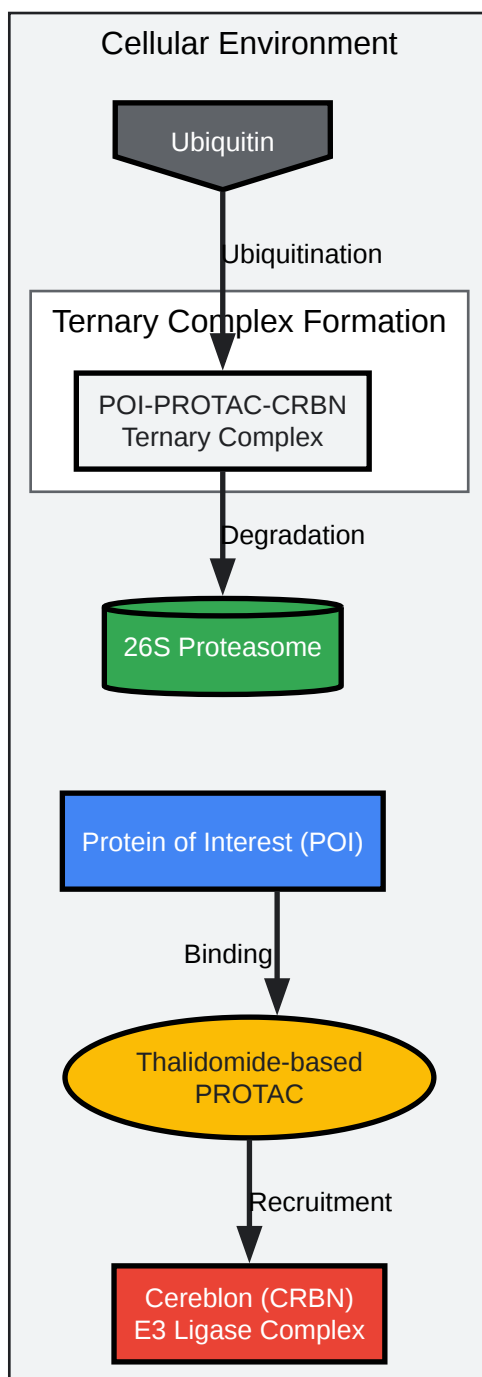 Cellular Environment
Ubiquitin
Ubiquitination
Ternary Complex Formation
POI-PROTAC-CRBN
Ternary Complex
Degradation
26S Proteasome
Protein of Interest (POI)
Binding
Thalidomide-based
PROTAC
Recruitment
Cereblon (CRBN)
E3 Ligase Complex